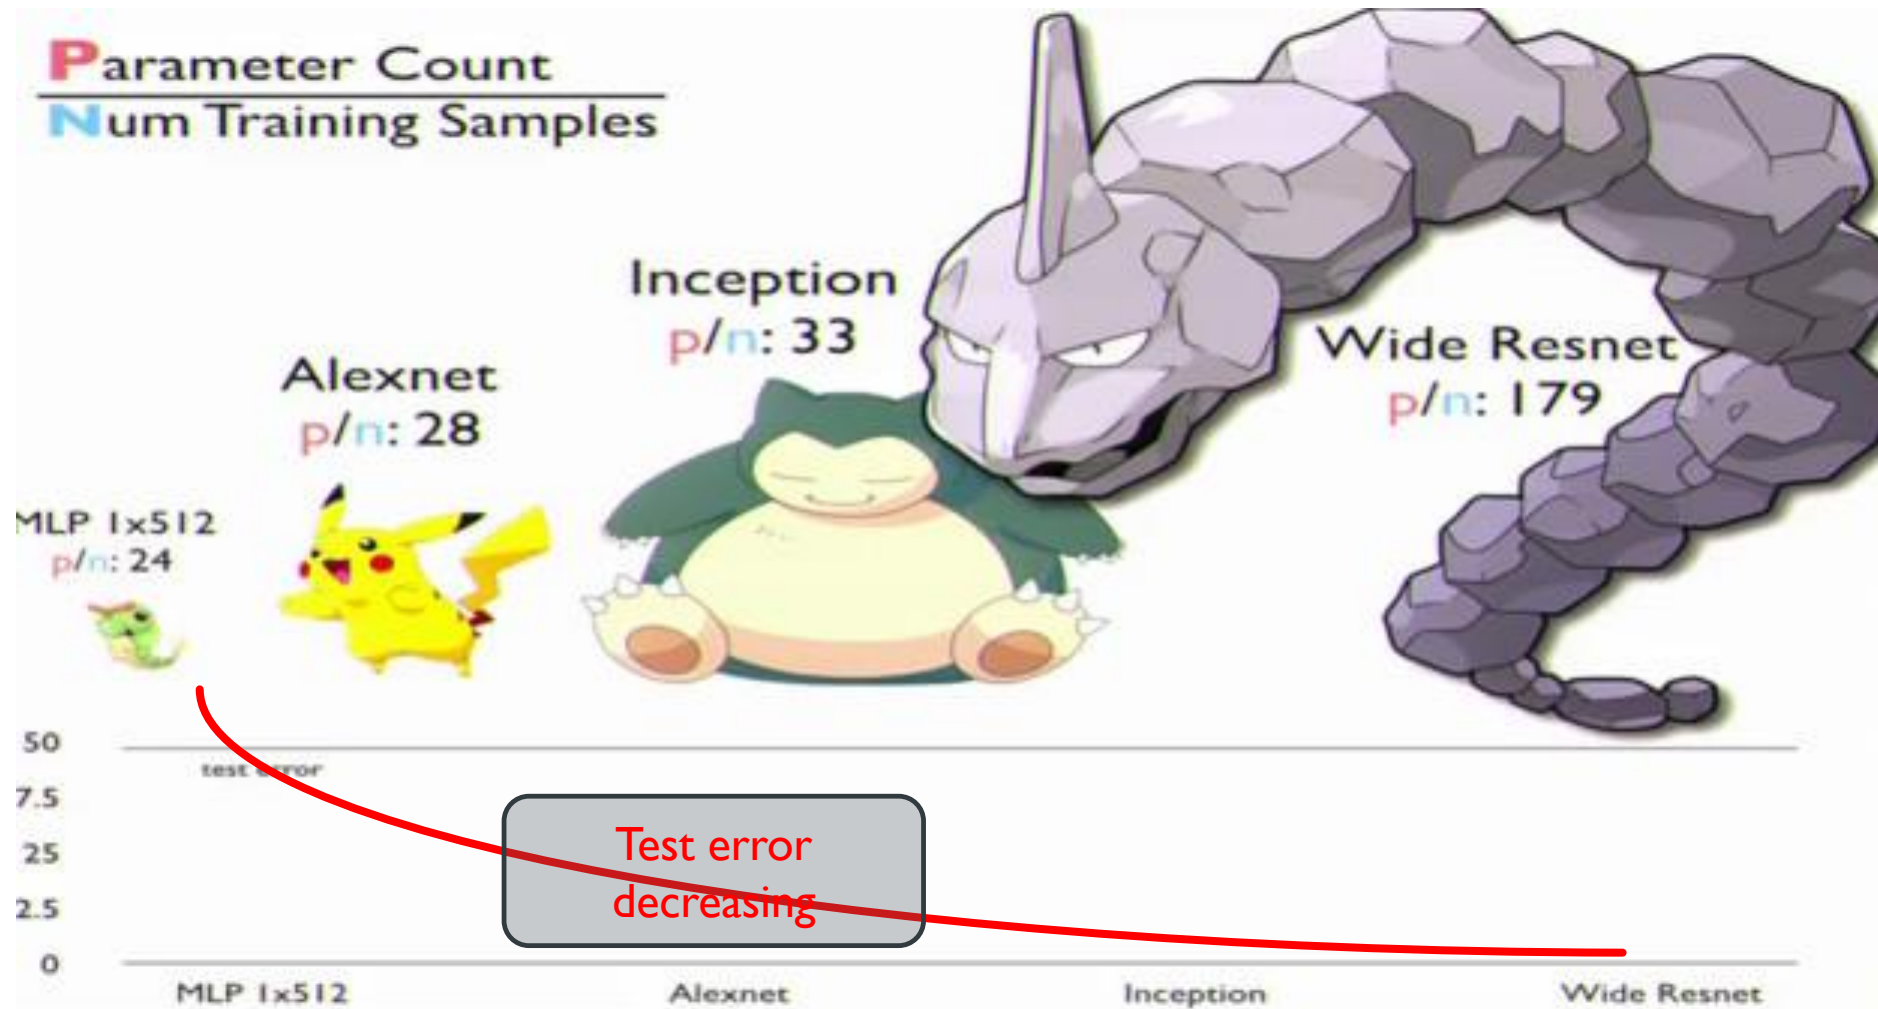 Parameter Count
Num Training Samples
Inception
p/n: 33
Wide Resnet
p/n: 179
Alexnet
p/n: 28
MLP 1x512
p/n: 24
50
test error
7.5
25
2.5
0
Test error
decreasing
MLP 1x512
Alexnet
Inception
Wide Resnet